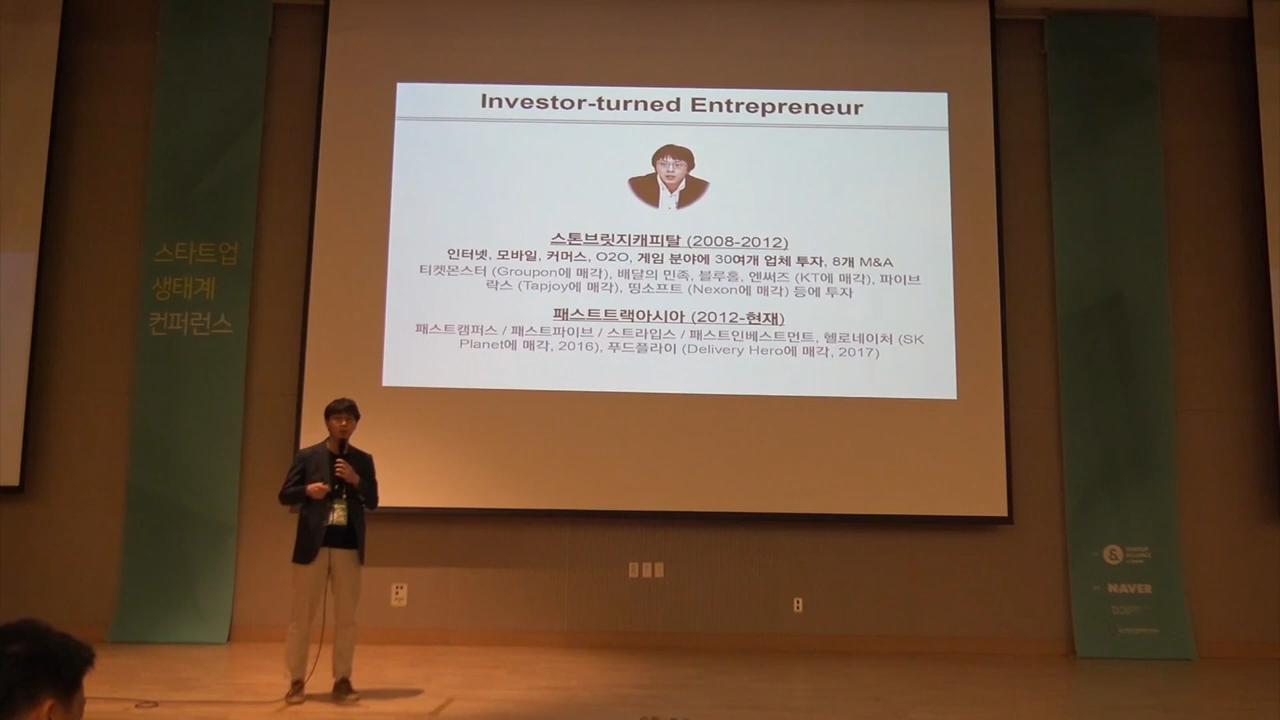 Investor-turned Entrepreneur
스톤브릿지캐피탈 (2008-2012)
인터넷, 모바일, 커머스, O2O, 게임 분야에 30여개 업체 투자, 8개 M&A
티켓몬스터 (Groupon에 매각), 배달의 민족, 블루홀, 엔써즈 (KT에 매각), 파이브
락스 (Tapjoy에 매각), 띵소프트 (Nexon에 매각) 등에 투자
패스트트랙아시아 (2012-현재)
패스트캠퍼스 / 패스트파이브 / 스트라입스 / 패스트인베스트먼트, 헬로네이처 (SK
Planet에 매각, 2016), 푸드플라이 (Delivery Hero에 매각, 2017)
스타트업
생태계
컨퍼런스
&
STARTUP
ALLIANCE
NAVER